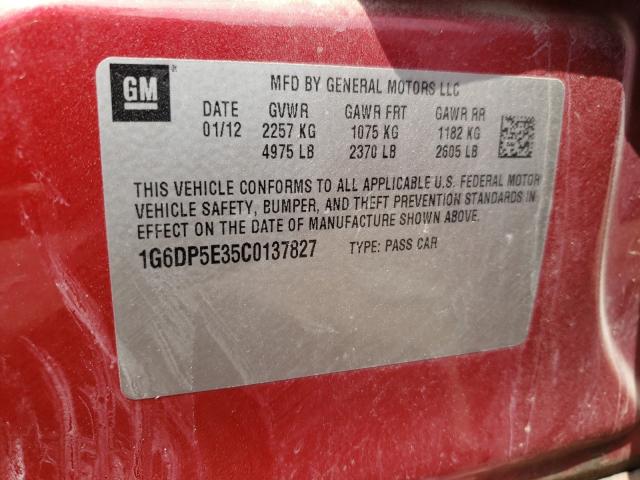 GM
MFD BY GENERAL MOTORS LLC
DATE GVWR GAWR FRT GAWR RR
01/12 2257 KG 1075 KG 1182 KG
4975 LB 2370 LB 2605 LB
THIS VEHICLE CONFORMS TO ALL APPLICABLE U.S. FEDERAL MOTOR
VEHICLE SAFETY, BUMPER, AND THEFT PREVENTION STANDARDS IN
EFFECT ON THE DATE OF MANUFACTURE SHOWN ABOVE.
1G6DP5E35C0137827 TYPE: PASS CAR